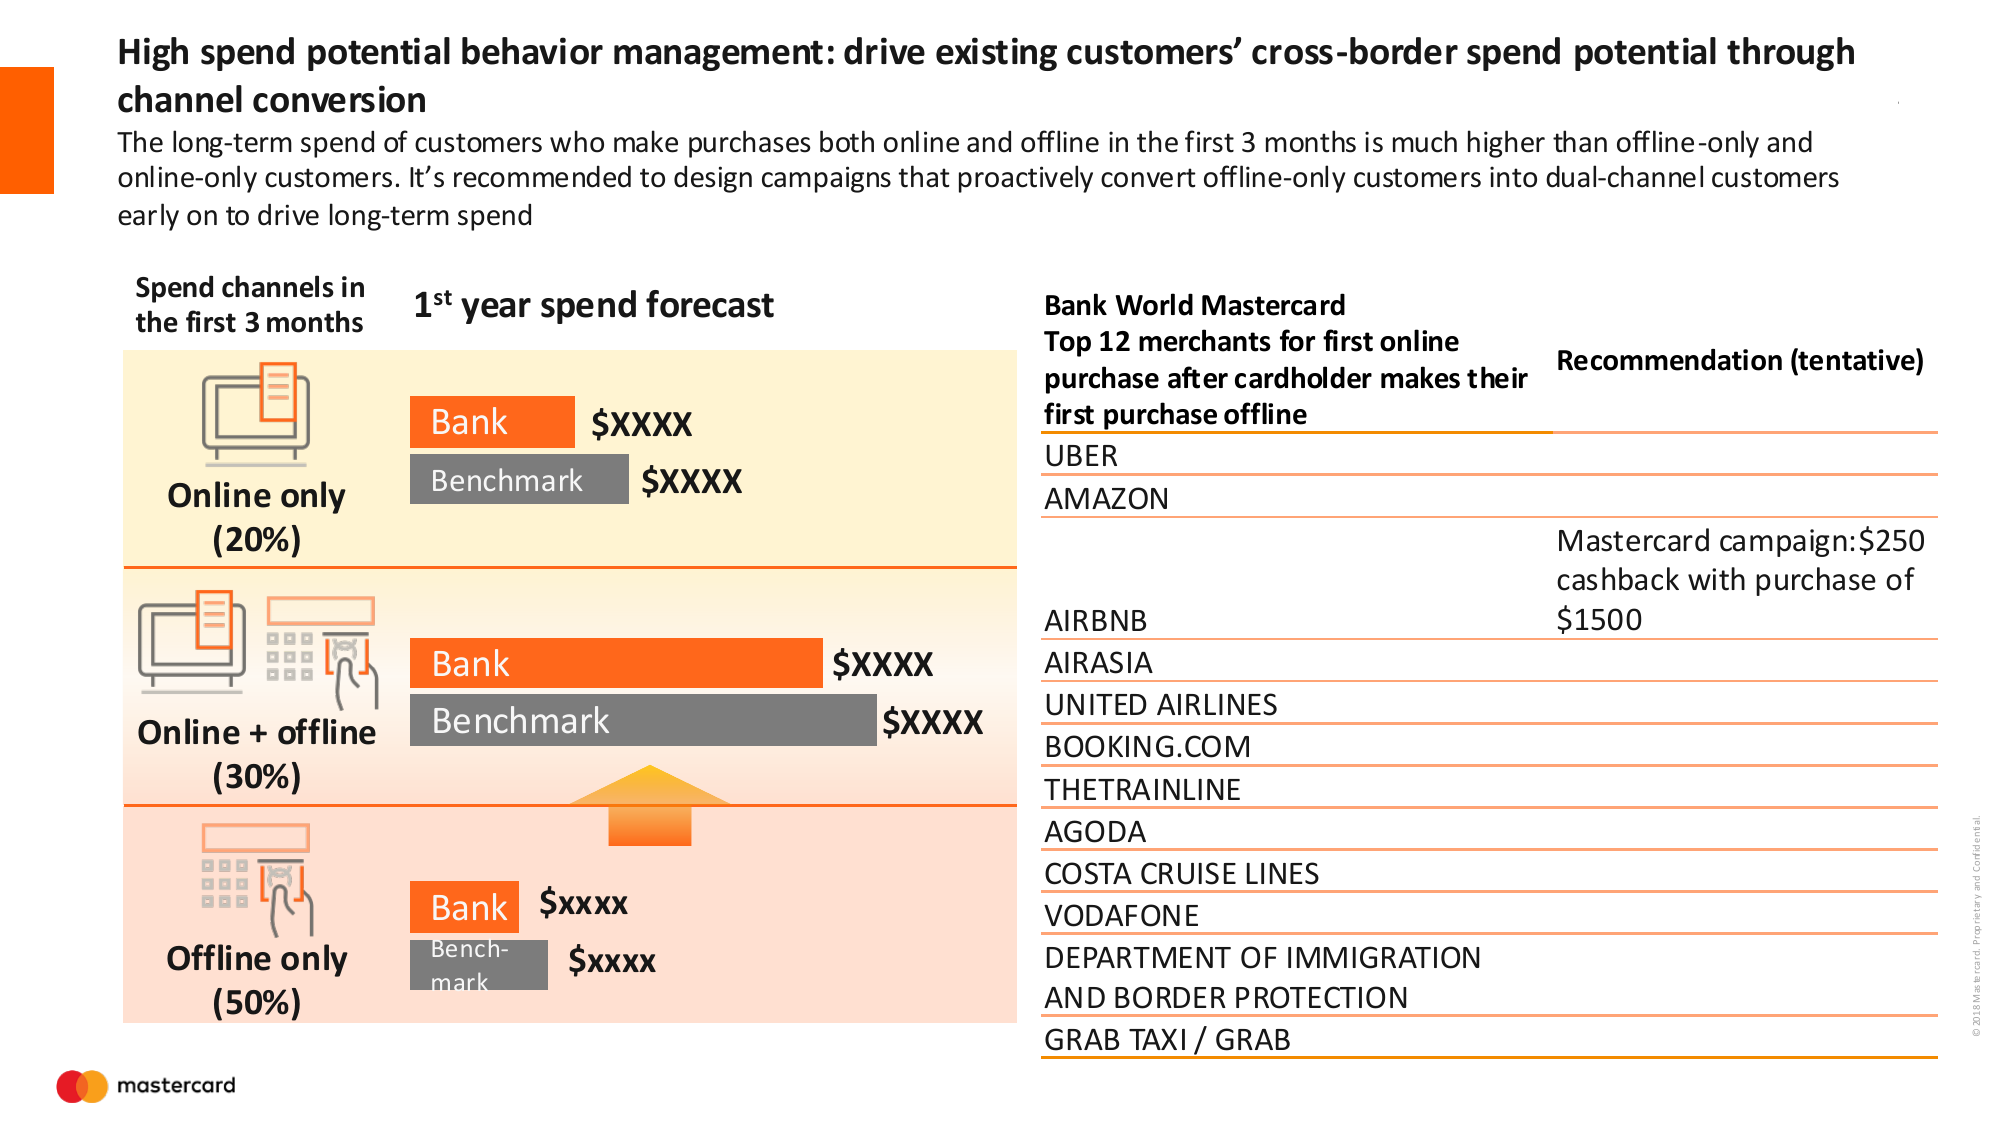 High spend potential behavior management: drive existing customers’ cross-border spend potential through
channel conversion
The long-term spend of customers who make purchases both online and offline in the first 3 months is much higher than offline-only and
online-only customers. It’s recommended to design campaigns that proactively convert offline-only customers into dual-channel customers
early on to drive long-term spend
Spend channels in
the first 3 months
1st year spend forecast
Online only
(20%)
Bank
$XXXX
Benchmark
$XXXX
Online + offline
(30%)
Bank
$XXXX
Benchmark
$XXXX
Offline only
(50%)
Bank
$xxxx
Bench-
mark
$xxxx
Bank World Mastercard
Top 12 merchants for first online
purchase after cardholder makes their
first purchase offline
Recommendation (tentative)
UBER
AMAZON
AIRBNB
Mastercard campaign:$250
cashback with purchase of
$1500
AIRASIA
UNITED AIRLINES
BOOKING.COM
THETRAINLINE
AGODA
COSTA CRUISE LINES
VODAFONE
DEPARTMENT OF IMMIGRATION
AND BORDER PROTECTION
GRAB TAXI / GRAB
©2018 Mastercard. Proprietary and Confidential.
mastercard